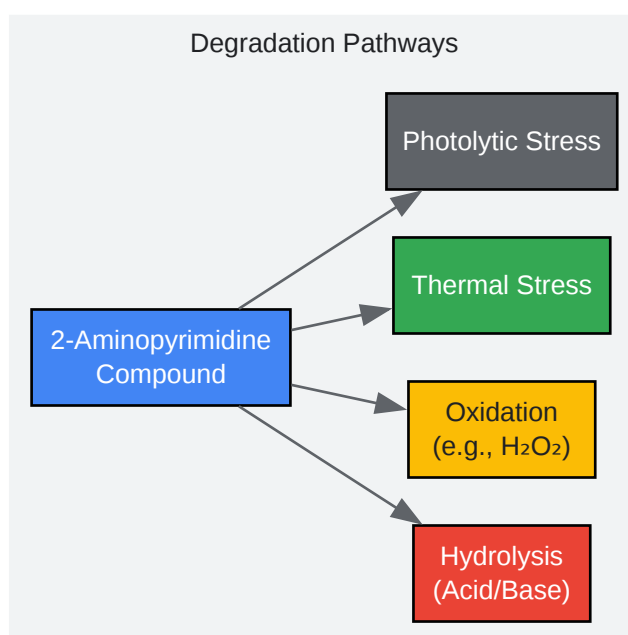 Degradation Pathways
Photolytic Stress
Thermal Stress
2-Aminopyrimidine
Compound
Oxidation
(e.g., H₂O₂)
Hydrolysis
(Acid/Base)